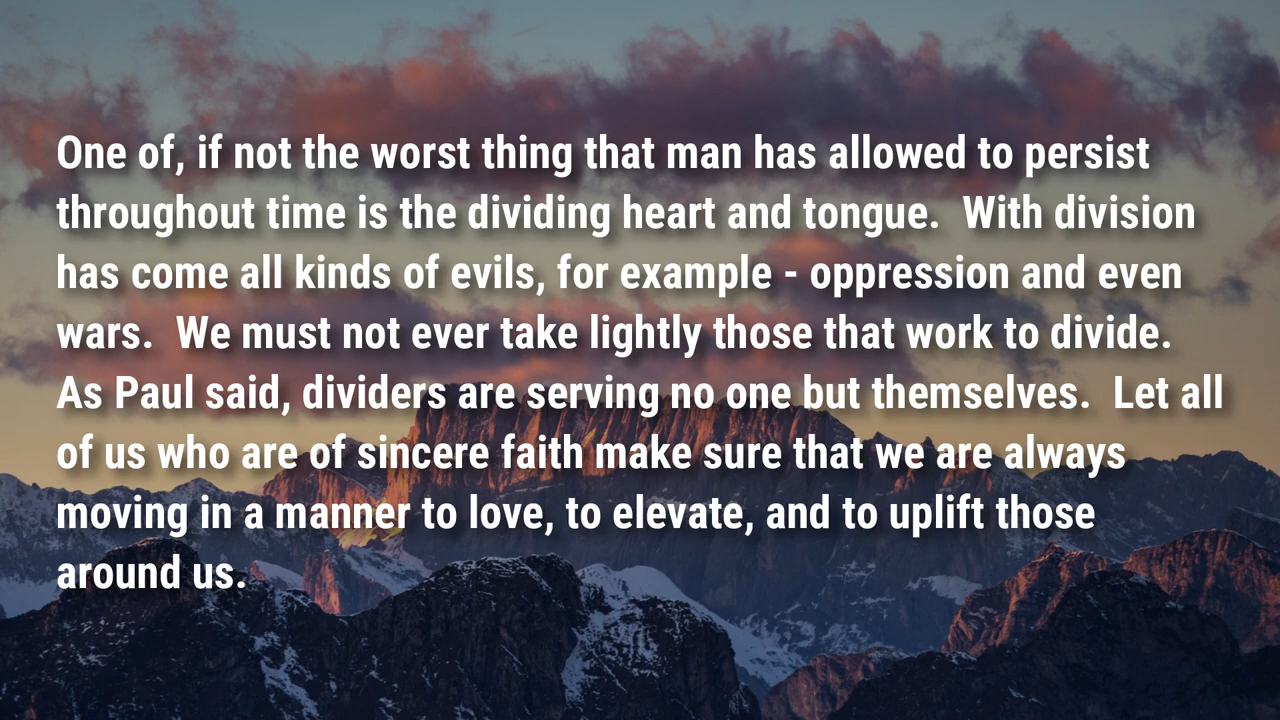 One of, if not the worst thing that man has allowed to persist
throughout time is the dividing heart and tongue.  With division
has come all kinds of evils, for example - oppression and even
wars.  We must not ever take lightly those that work to divide.
As Paul said, dividers are serving no one but themselves.  Let all
of us who are of sincere faith make sure that we are always
moving in a manner to love, to elevate, and to uplift those
around us.